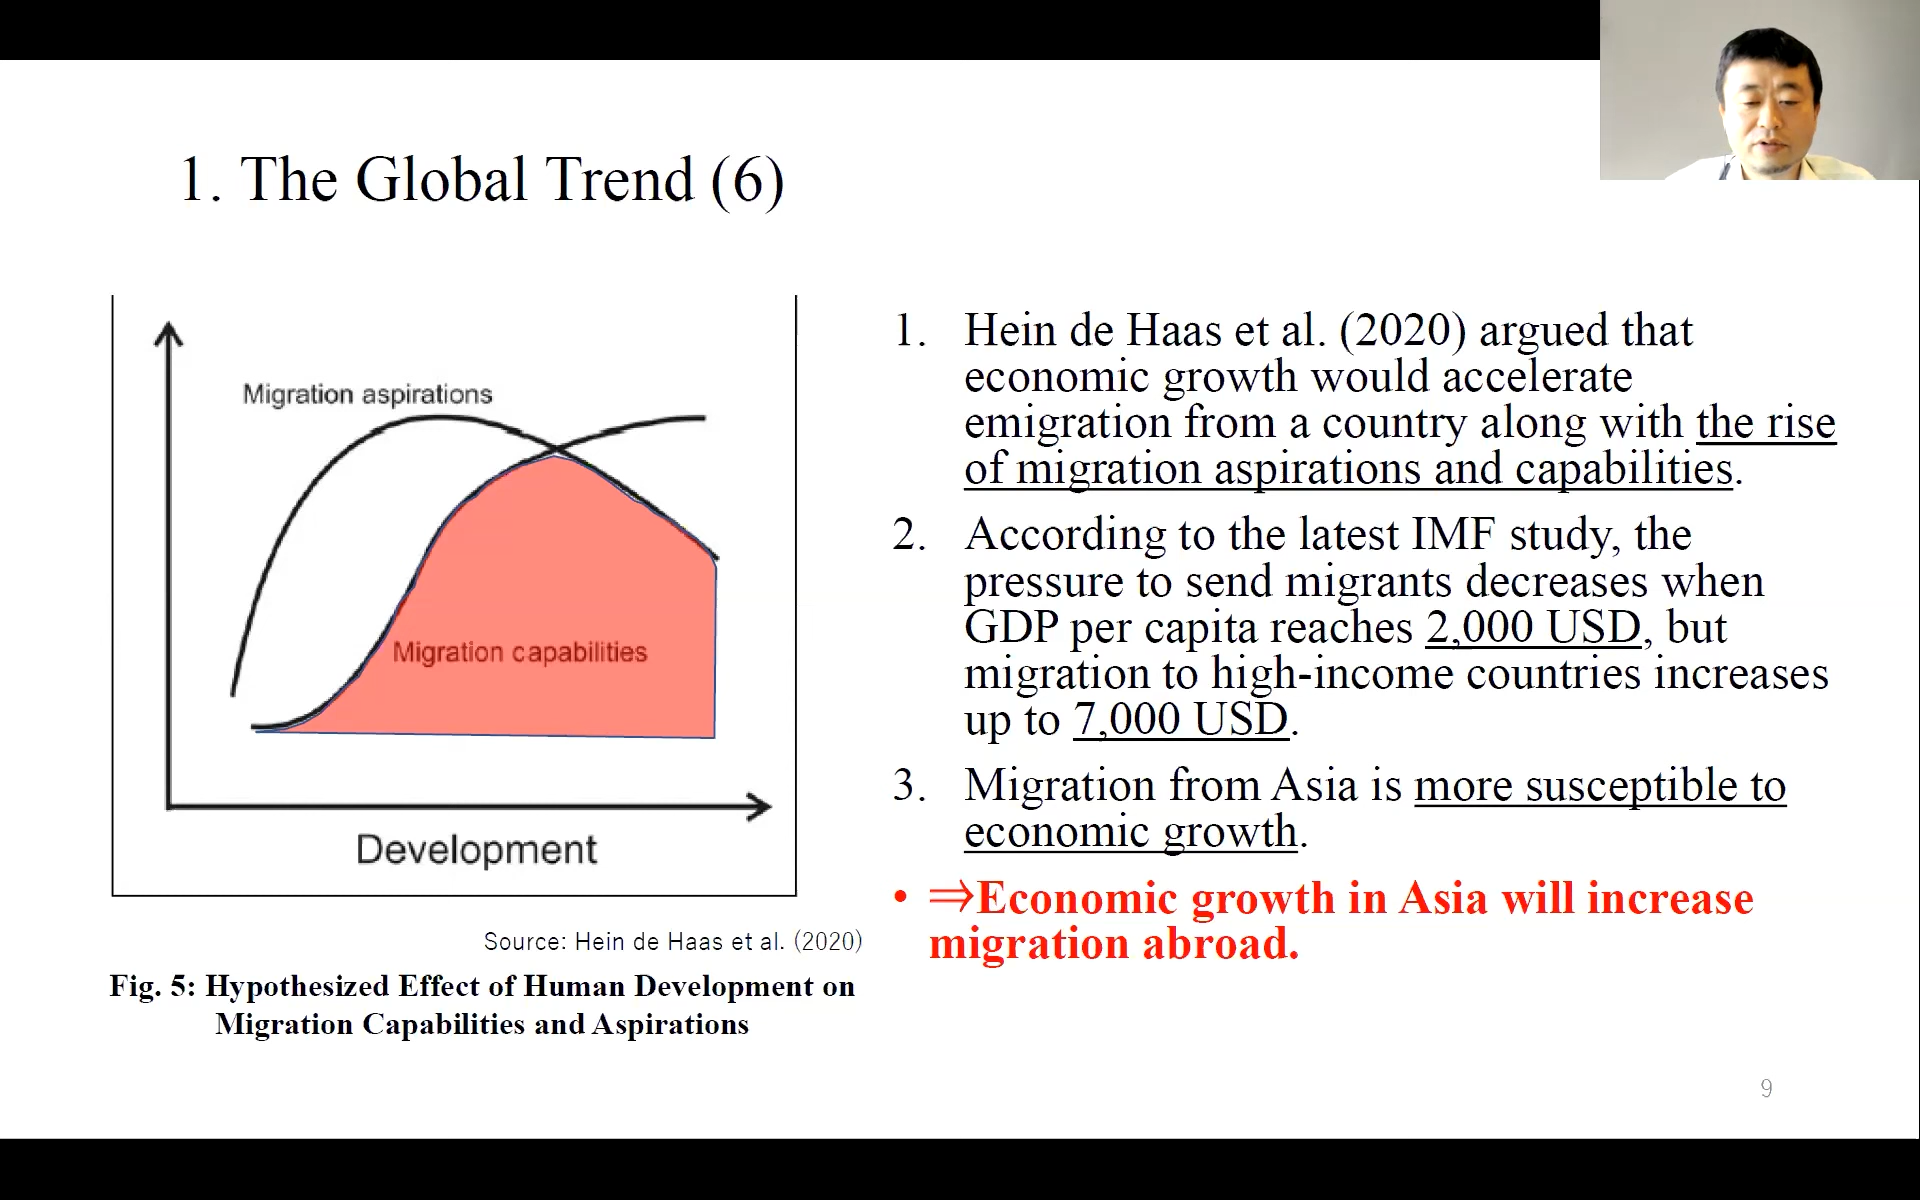 1. The Global Trend (6)
Migration aspirations
Migration capabilities
Development
Source: Hein de Haas et al. (2020)
Fig. 5: Hypothesized Effect of Human Development on
Migration Capabilities and Aspirations
1. Hein de Haas et al. (2020) argued that
economic growth would accelerate
emigration from a country along with the rise
of migration aspirations and capabilities.
2. According to the latest IMF study, the
pressure to send migrants decreases when
GDP per capita reaches 2,000 USD, but
migration to high-income countries increases
up to 7,000 USD.
3. Migration from Asia is more susceptible to
economic growth.
• ⇒Economic growth in Asia will increase
migration abroad.
9